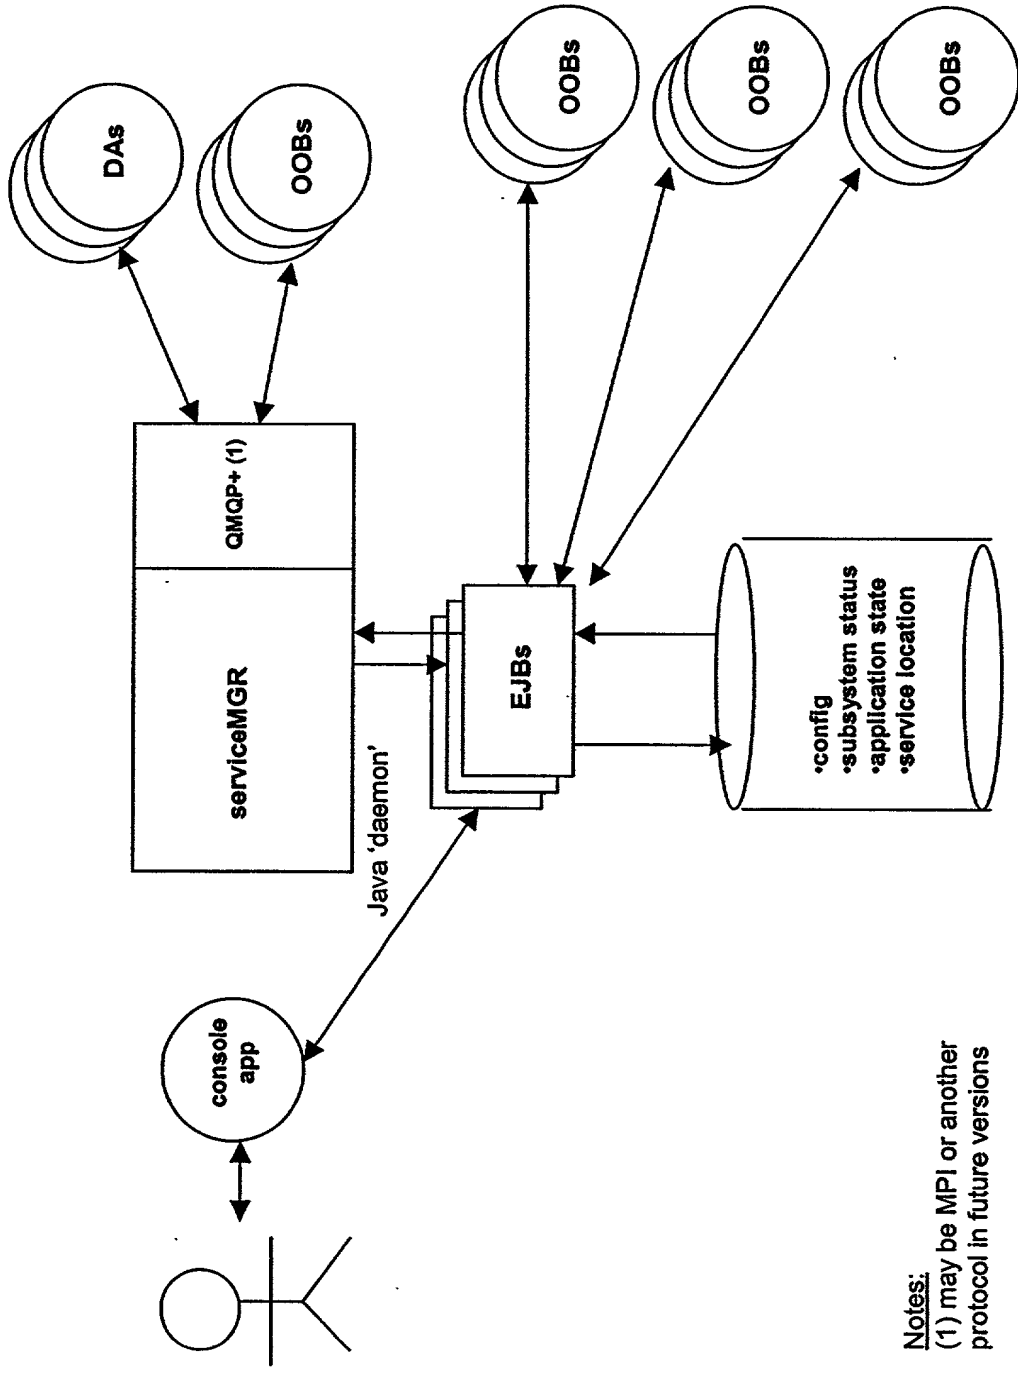 DAs
OOBs
OOBs
OOBs
OOBs
QMQP+ (1)
serviceMGR
Java ‘daemon’
EJBs
console
app
•config
•subsystem status
•application state
•service location
Notes:
(1) may be MPI or another
protocol in future versions